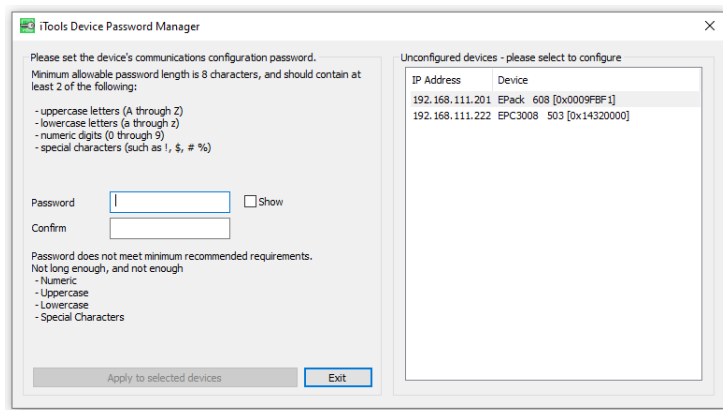 iTools Device Password Manager
Please set the device's communications configuration password.
Minimum allowable password length is 8 characters, and should contain at
least 2 of the following:
- uppercase letters (A through Z)
- lowercase letters (a through z)
- numeric digits (0 through 9)
- special characters (such as !, $, # %)
Password
Show
Confirm
Password does not meet minimum recommended requirements.
Not long enough, and not enough
- Numeric
- Uppercase
- Lowercase
- Special Characters
Apply to selected devices
Exit
Unconfigured devices - please select to configure
IP Address Device
192.168.111.201 EPack 608 [0x0009FBF1]
192.168.111.222 EPC3008 503 [0x14320000]